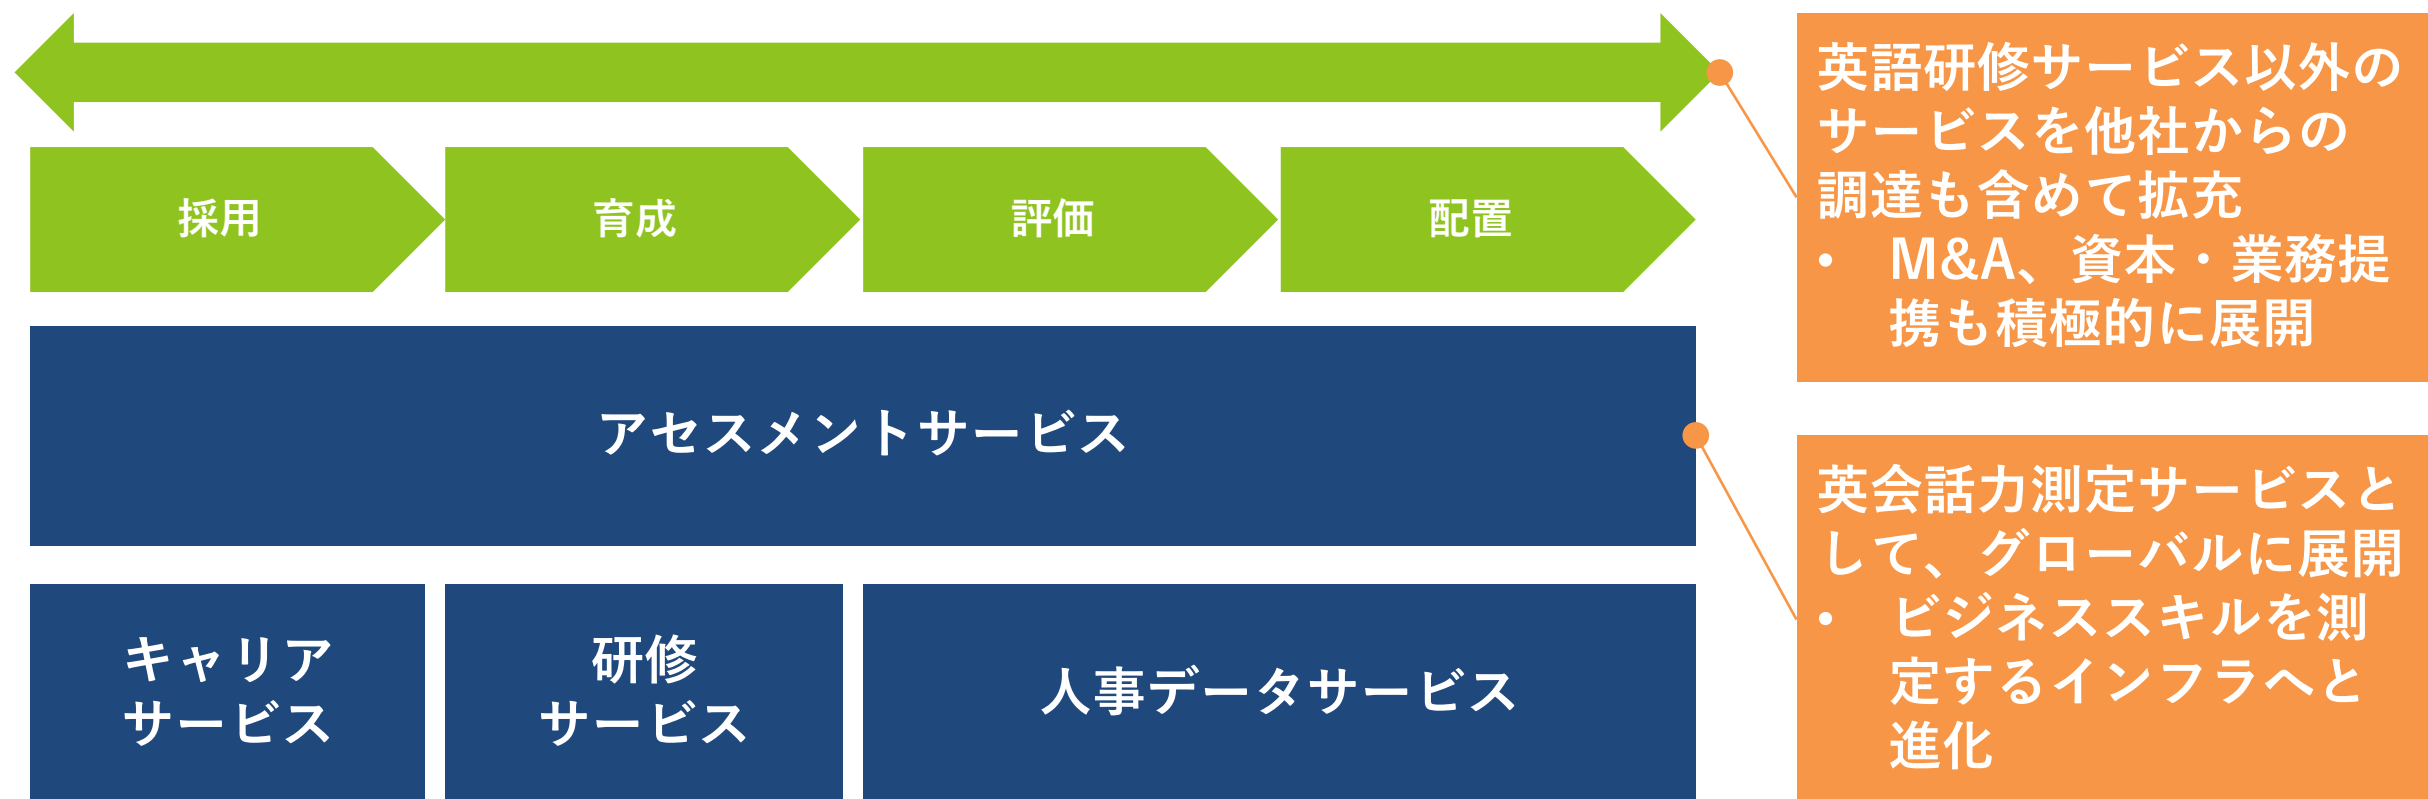 採用
育成
評価
配置
アセスメントサービス
キャリア
サービス
研修
サービス
人事データサービス
英語研修サービス以外の
サービスを他社からの
調達も含めて拡充
• M&A、資本・業務提
携も積極的に展開
英会話力測定サービスと
して、グローバルに展開
• ビジネススキルを測
定するインフラへと
進化